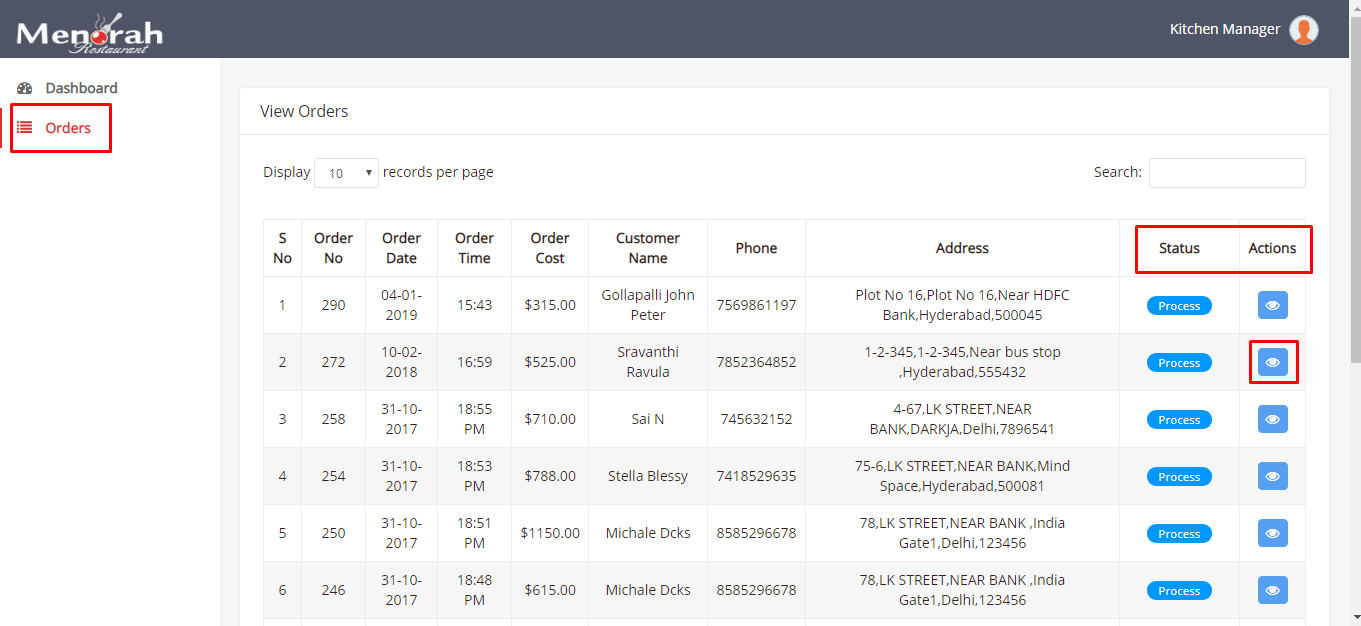 Menorah
Restaurant
Kitchen Manager
Dashboard
Orders
View Orders
Display 10 records per page
Search:
S No Order No Order Date Order Time Order Cost Customer Name Phone Address Status Actions
1 290 04-01-2019 15:43 $315.00 Gollapalli John Peter 7569861197 Plot No 16,Plot No 16,Near HDFC Bank,Hyderabad,500045 Process
2 272 10-02-2018 16:59 $525.00 Sravanthi Ravula 7852364852 1-2-345,1-2-345,Near bus stop ,Hyderabad,555432 Process
3 258 31-10-2017 18:55 PM $710.00 Sai N 745632152 4-67,LK STREET,NEAR BANK,DARKJA,Delhi,7896541 Process
4 254 31-10-2017 18:53 PM $788.00 Stella Blessy 7418529635 75-6,LK STREET,NEAR BANK,Mind Space,Hyderabad,500081 Process
5 250 31-10-2017 18:51 PM $1150.00 Michale Dcks 8585296678 78,LK STREET,NEAR BANK ,India Gate1,Delhi,123456 Process
6 246 31-10-2017 18:48 PM $615.00 Michale Dcks 8585296678 78,LK STREET,NEAR BANK ,India Gate1,Delhi,123456 Process